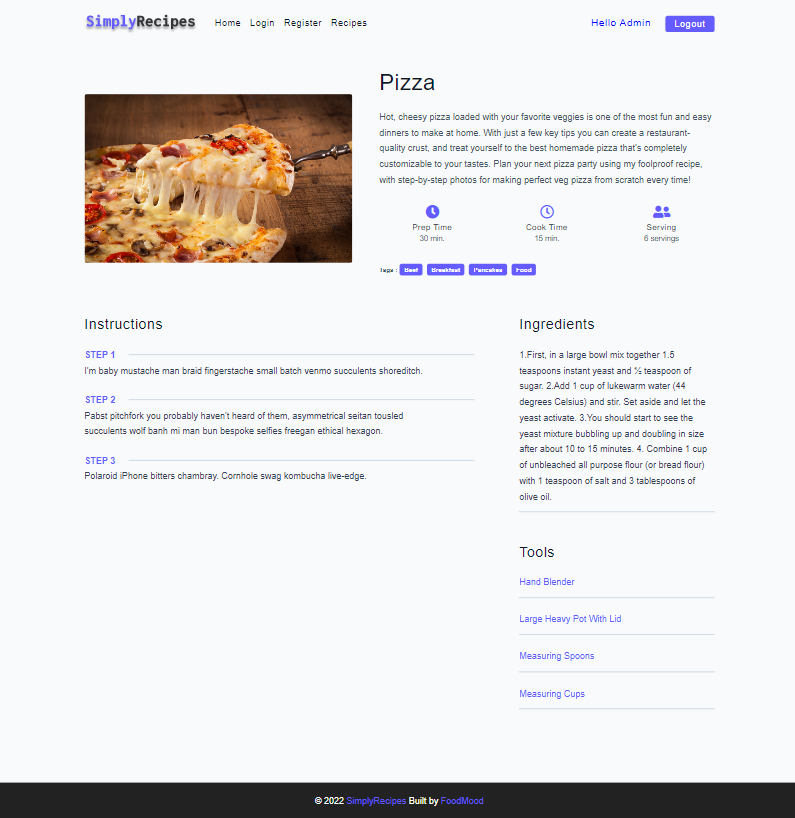 SimplyRecipes Home Login Register Recipes Hello Admin Logout
Pizza
Hot, cheesy pizza loaded with your favorite veggies is one of the most fun and easy
dinners to make at home. With just a few key tips you can create a restaurant-
quality crust, and treat yourself to the best homemade pizza that's completely
customizable to your tastes. Plan your next pizza party using my foolproof recipe,
with step-by-step photos for making perfect veg pizza from scratch every time!
Prep Time
30 min.
Cook Time
15 min.
Serving
6 servings
Tags : Beef Breakfast Pancakes Food
Instructions
STEP 1
I'm baby mustache man braid fingerstache small batch venmo succulents shoreditch.
STEP 2
Pabst pitchfork you probably haven't heard of them, asymmetrical seitan tousled
succulents wolf banh mi man bun bespoke selfies freegan ethical hexagon.
STEP 3
Polaroid iPhone bitters chambray. Cornhole swag kombucha live-edge.
Ingredients
1.First, in a large bowl mix together 1.5
teaspoons instant yeast and ½ teaspoon of
sugar. 2.Add 1 cup of lukewarm water (44
degrees Celsius) and stir. Set aside and let the
yeast activate. 3.You should start to see the
yeast mixture bubbling up and doubling in size
after about 10 to 15 minutes. 4. Combine 1 cup
of unbleached all purpose flour (or bread flour)
with 1 teaspoon of salt and 3 tablespoons of
olive oil.
Tools
Hand Blender
Large Heavy Pot With Lid
Measuring Spoons
Measuring Cups
© 2022 SimplyRecipes Built by FoodMood